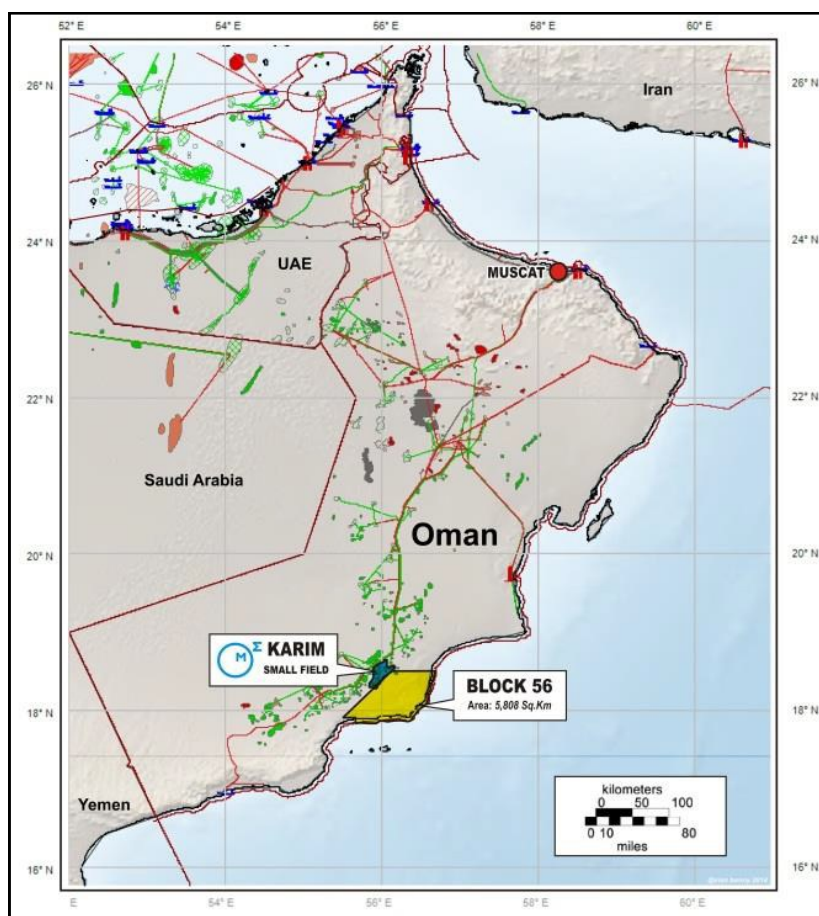 52° E
54° E
56° E
58° E
60° E
26° N
26° N
Iran
24° N
24° N
UAE
MUSCAT
22° N
22° N
Saudi Arabia
Oman
20° N
20° N
M Σ
KARIM
SMALL FIELD
BLOCK 56
Area: 5,808 Sq.Km
18° N
18° N
kilometers
0 50 100
0 10 80
miles
Yemen
16° N
16° N
E
54° E
56° E
58° E
60° E